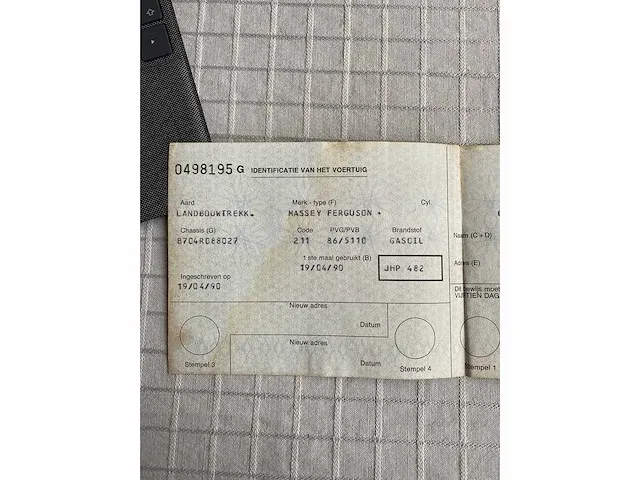 0498195 G IDENTIFICATIE VAN HET VOERTUIG
Aard Merk - type (F) Cyl.
LANDBOUWTREKK. MASSEY FERGUSON
Chassis (G) Code PVG/PVB Brandstof
8704R088027 211 86/5110 GASOIL
1 ste maal gebruikt (B)
19/04/90 JHP 482
Ingeschreven op
19/04/90
Nieuw adres
Datum
Nieuw adres
Datum
Stempel 3 Stempel 4
Naam (C + D)
Adres (E)
Dit bewijs moet
VIJFTIEN DAG
Stempel 1